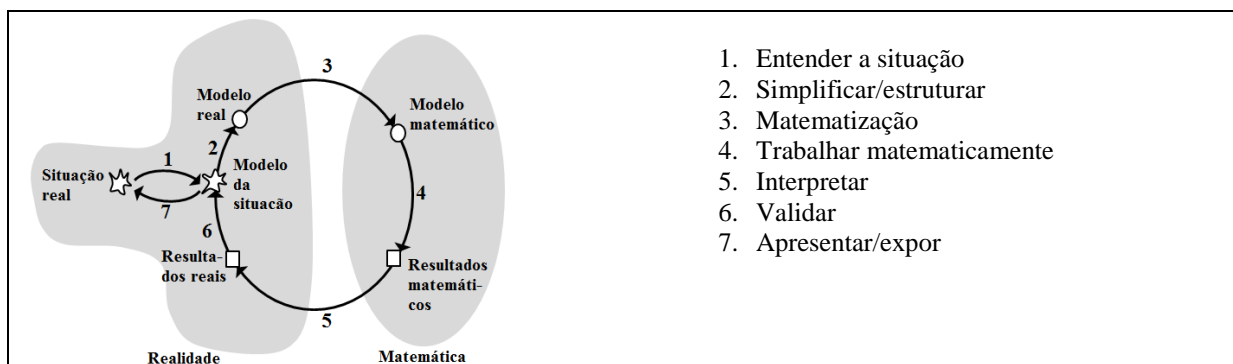 3
Modelo
real
Modelo
matemático
2
1
Situação
real
Modelo
da
situacão
7
4
6
Resulta-
dos reais
Resultados
matemáti-
cos
5
Realidade
Matemática
1. Entender a situação
2. Simplificar/estruturar
3. Matematização
4. Trabalhar matematicamente
5. Interpretar
6. Validar
7. Apresentar/expor